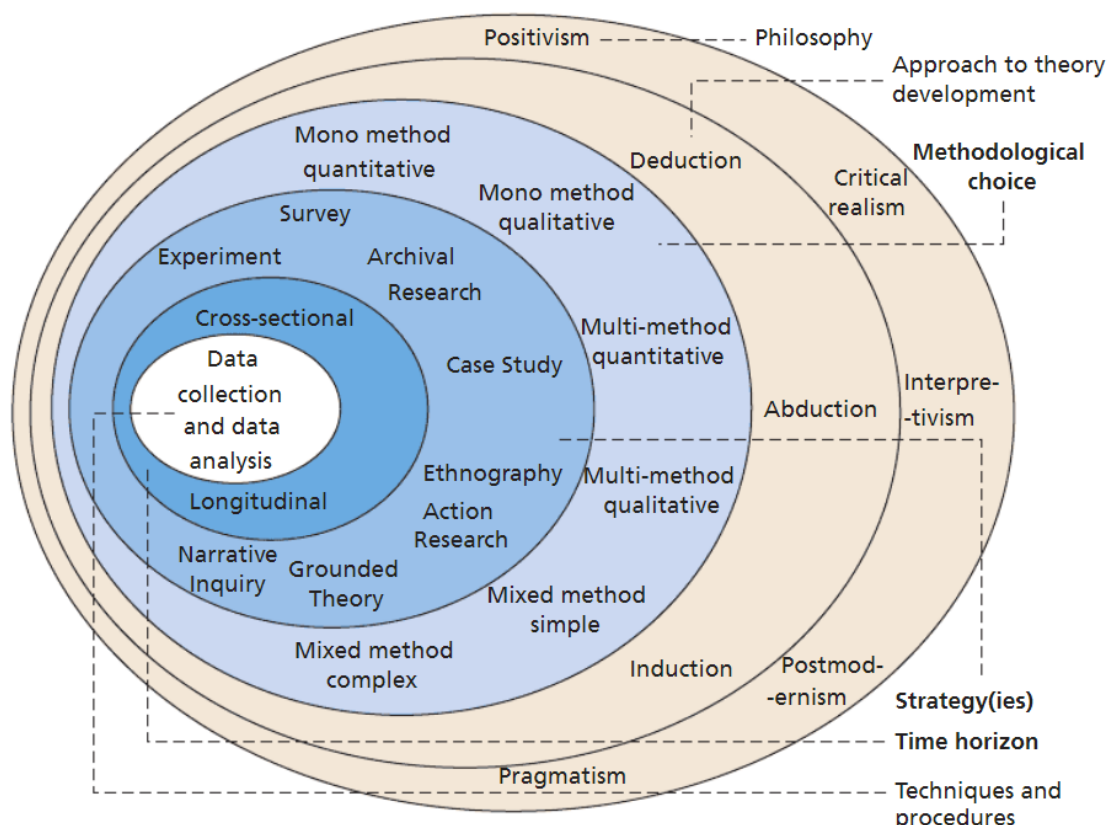 Positivism
Philosophy
Approach to theory
development
Mono method
quantitative
Deduction
Methodological
choice
Mono method
qualitative
Critical
realism
Survey
Experiment
Archival
Research
Cross-sectional
Multi-method
quantitative
Data
collection
and data
analysis
Case Study
Abduction
Interpre-
-tivism
Ethnography
Multi-method
qualitative
Longitudinal
Action
Research
Narrative
Inquiry
Grounded
Theory
Mixed method
simple
Mixed method
complex
Induction
Postmod-
-ernism
Strategy(ies)
Time horizon
Pragmatism
Techniques and
procedures